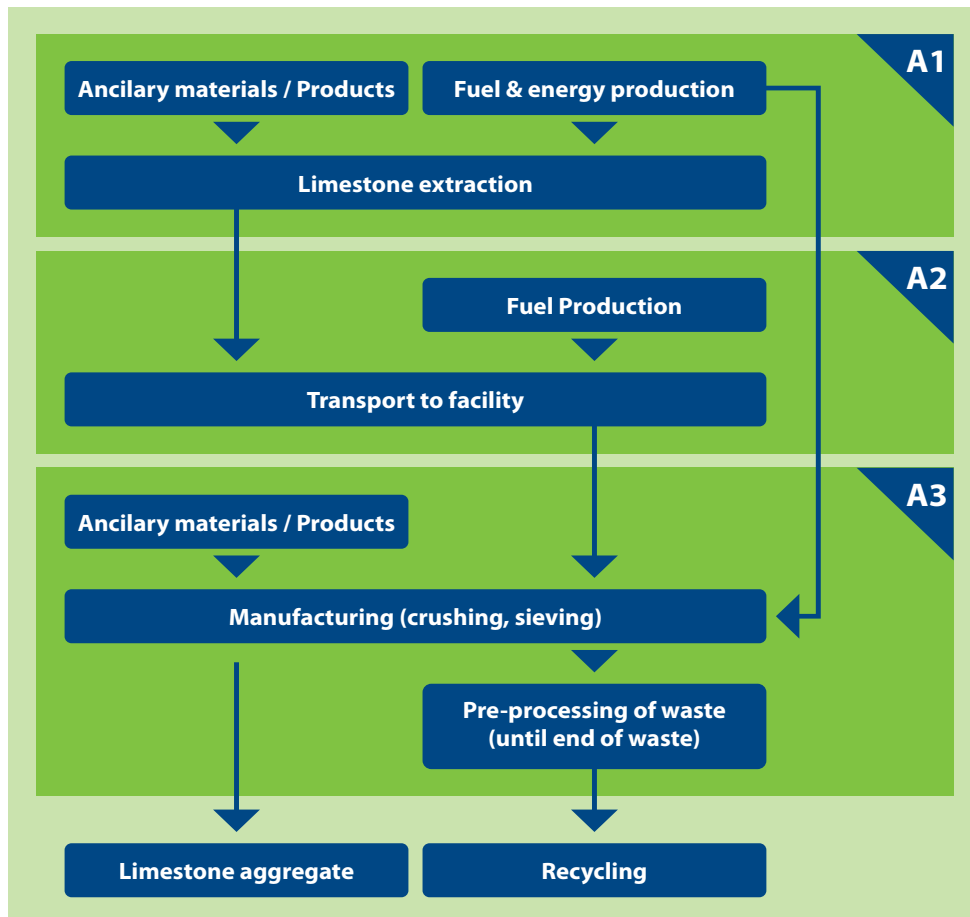 A1
Ancilary materials / Products
Fuel & energy production
Limestone extraction
A2
Fuel Production
Transport to facility
A3
Ancilary materials / Products
Manufacturing (crushing, sieving)
Pre-processing of waste
(until end of waste)
Limestone aggregate
Recycling